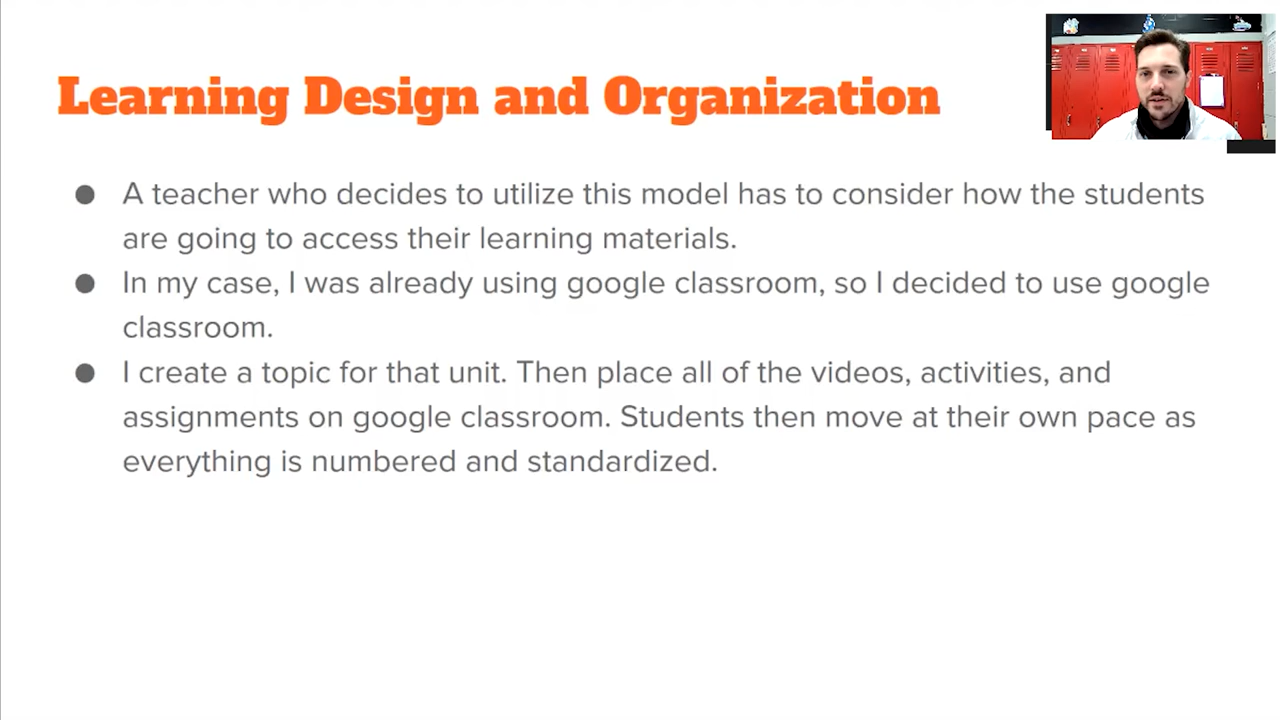 Learning Design and Organization
● A teacher who decides to utilize this model has to consider how the students
are going to access their learning materials.
● In my case, I was already using google classroom, so I decided to use google
classroom.
● I create a topic for that unit. Then place all of the videos, activities, and
assignments on google classroom. Students then move at their own pace as
everything is numbered and standardized.